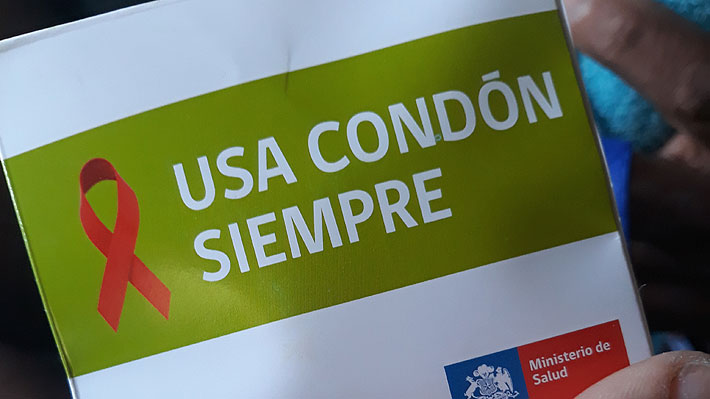 USA CONDÓN
SIEMPRE
Ministerio de
Salud